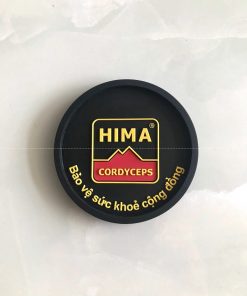 HIMA®
CORDYCEPS
Bảo vệ sức khoẻ cộng đồng